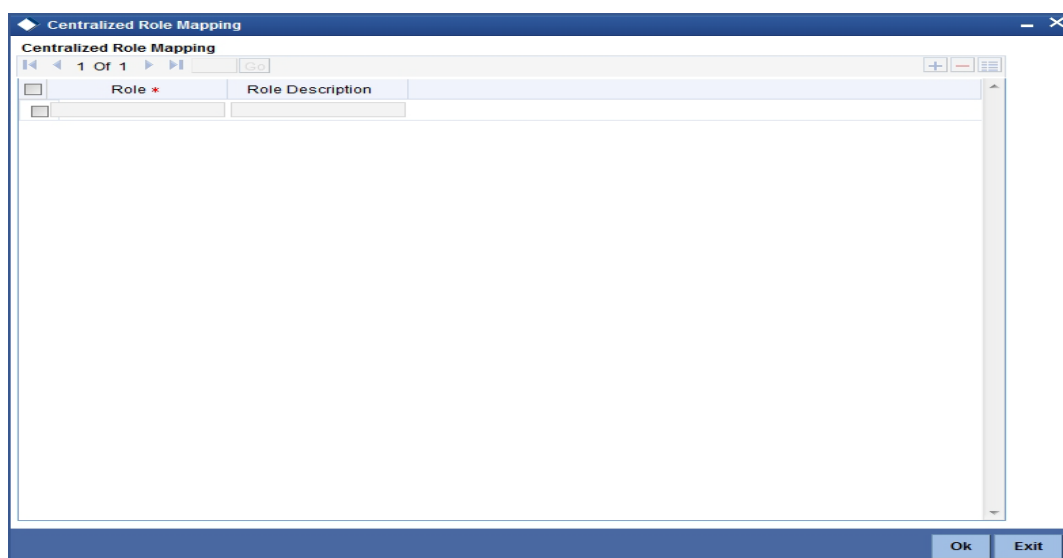 Centralized Role Mapping
Centralized Role Mapping
1 Of 1 Go
Role * Role Description
Ok Exit